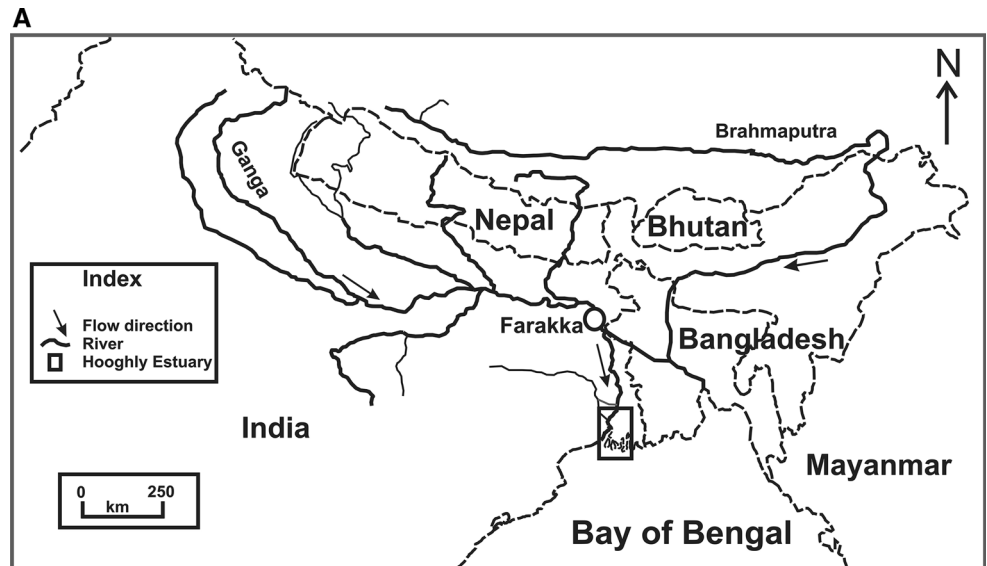 A
N
Brahmaputra
Ganga
Nepal
Bhutan
Index
Flow direction
River
Hooghly Estuary
Farakka
Bangladesh
India
Mayanmar
0 250
km
Bay of Bengal